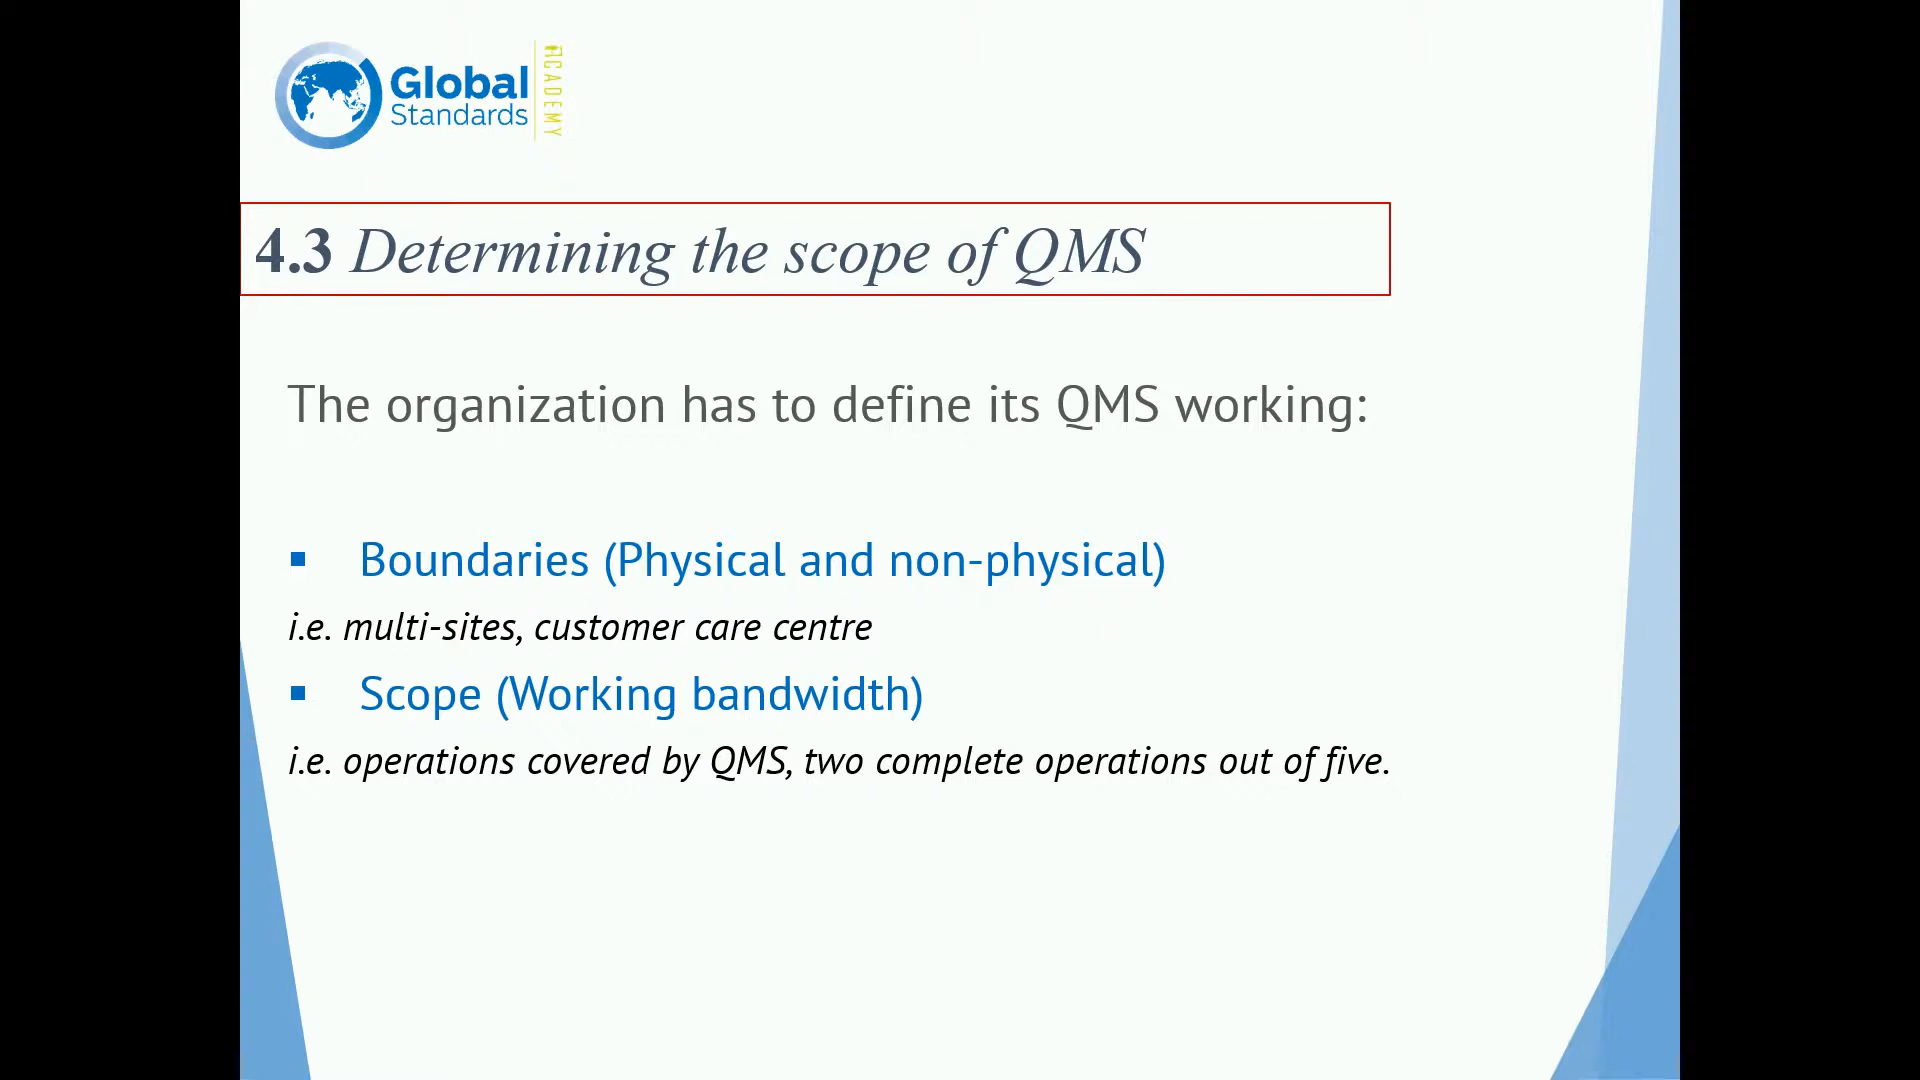 Global
Standards
ACADEMY
4.3 Determining the scope of QMS
The organization has to define its QMS working:
▪ Boundaries (Physical and non-physical)
i.e. multi-sites, customer care centre
▪ Scope (Working bandwidth)
i.e. operations covered by QMS, two complete operations out of five.